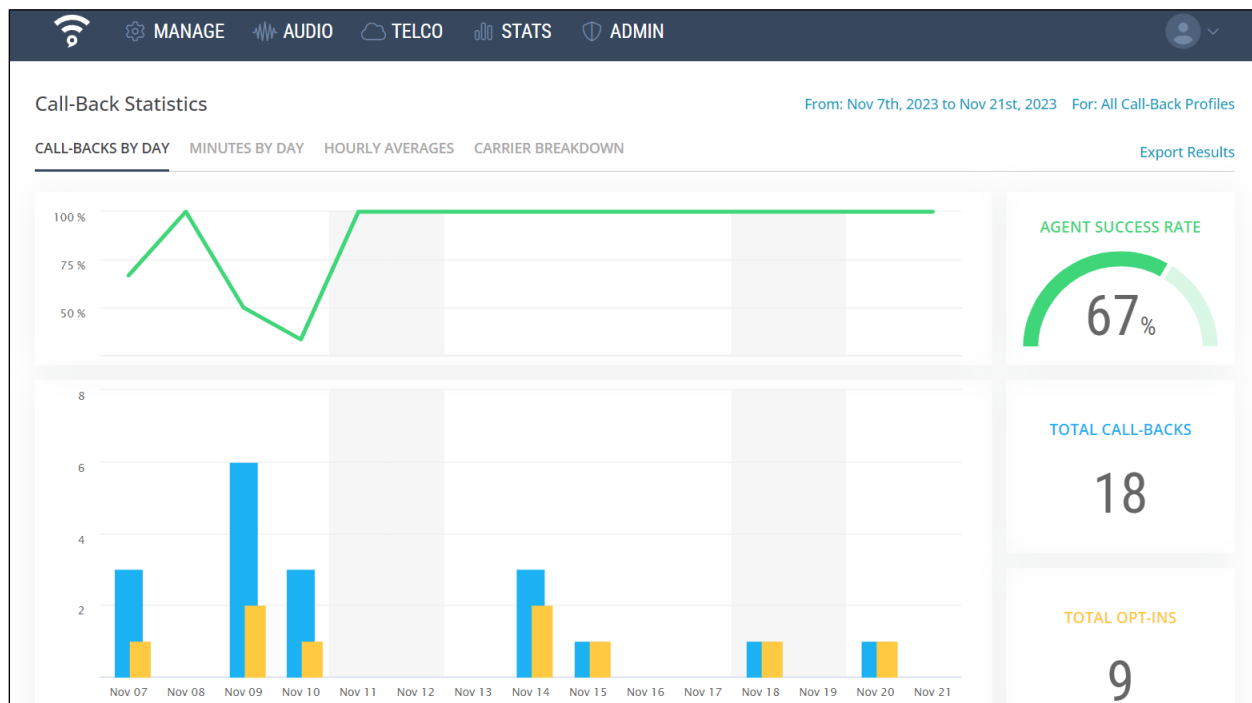 MANAGE AUDIO TELCO STATS ADMIN
Call-Back Statistics
From: Nov 7th, 2023 to Nov 21st, 2023 For: All Call-Back Profiles
CALL-BACKS BY DAY MINUTES BY DAY HOURLY AVERAGES CARRIER BREAKDOWN
Export Results
100 %
75 %
50 %
AGENT SUCCESS RATE
67%
8
6
4
2
Nov 07 Nov 08 Nov 09 Nov 10 Nov 11 Nov 12 Nov 13 Nov 14 Nov 15 Nov 16 Nov 17 Nov 18 Nov 19 Nov 20 Nov 21
TOTAL CALL-BACKS
18
TOTAL OPT-INS
9